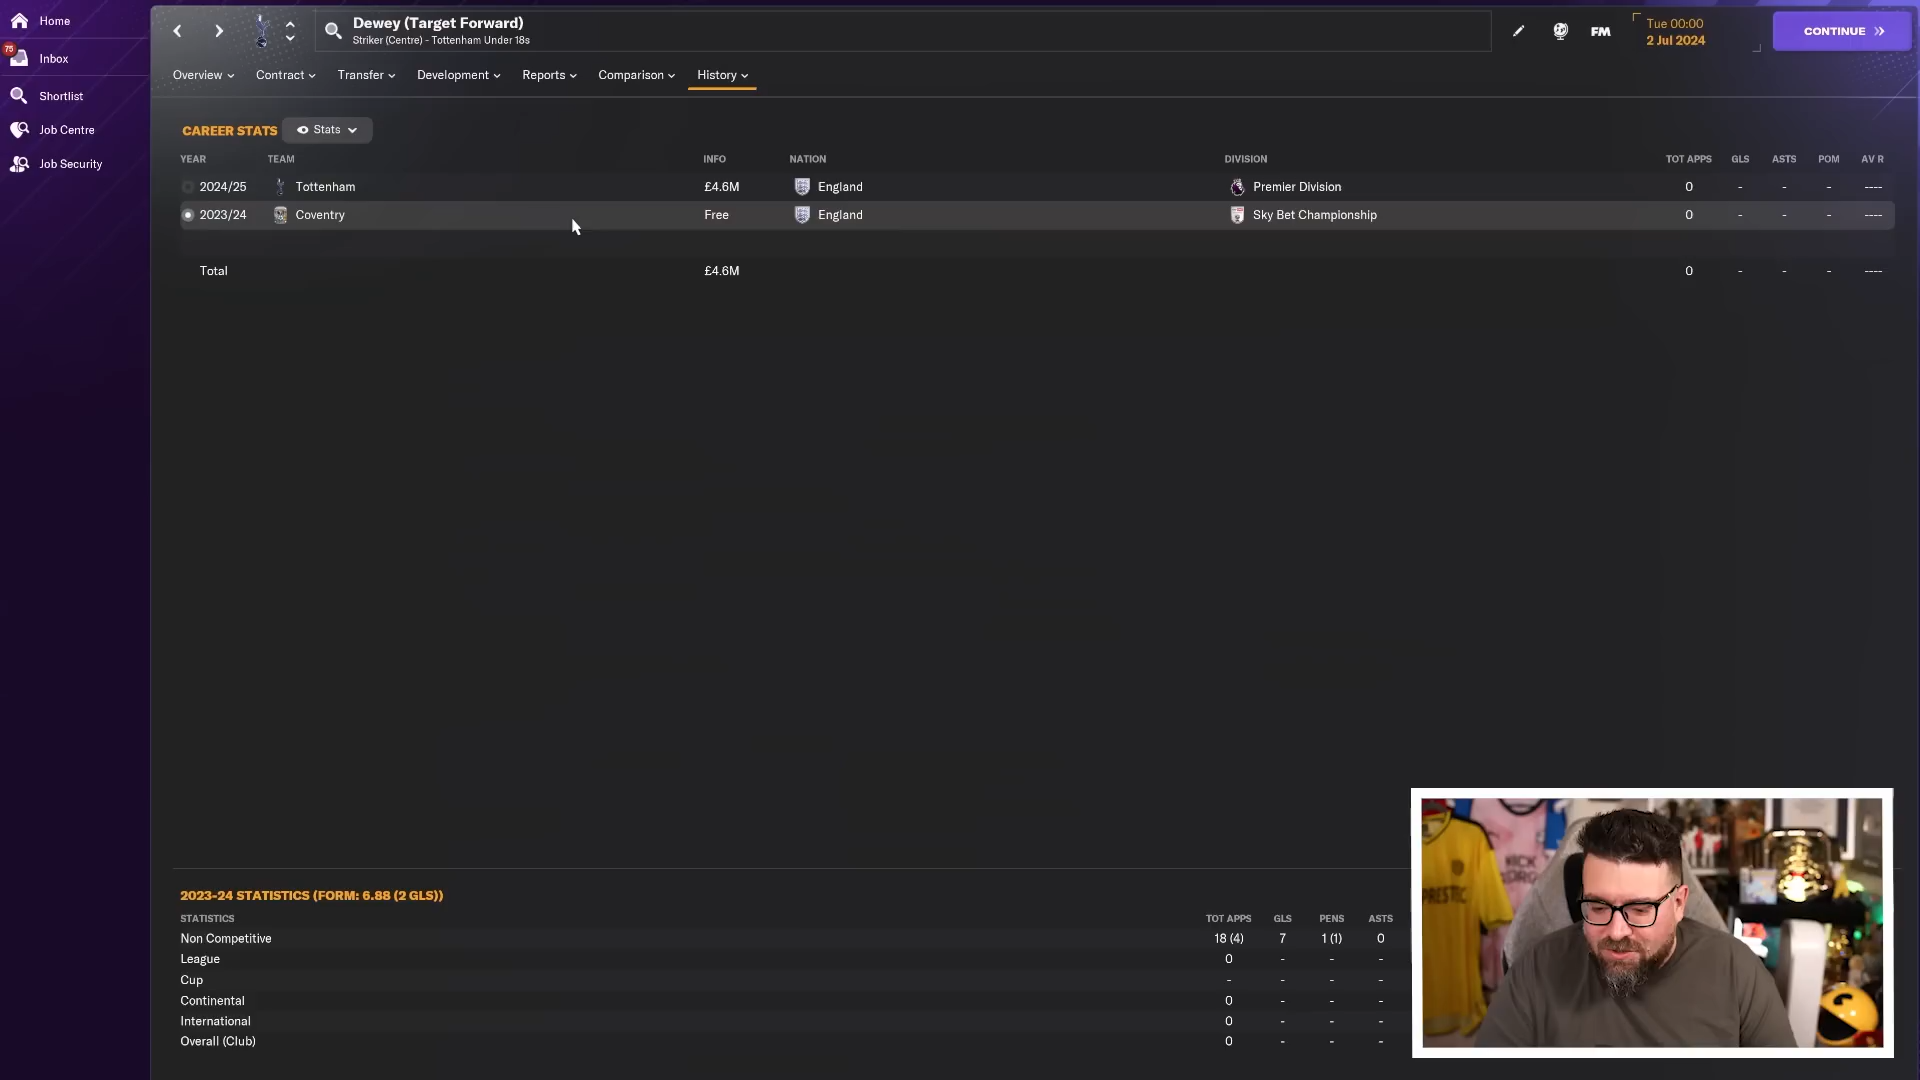 Home
75
Inbox
Shortlist
Job Centre
Job Security
Dewey (Target Forward)
Striker (Centre) - Tottenham Under 18s
FM
Tue 00:00
2 Jul 2024
CONTINUE
Overview Contract Transfer Development Reports Comparison History
CAREER STATS Stats
YEAR TEAM INFO NATION DIVISION TOT APPS GLS ASTS POM AV R
2024/25 Tottenham £4.6M England Premier Division 0 - - - ----
2023/24 Coventry Free England Sky Bet Championship 0 - - - ----
Total £4.6M 0 - - - ----
2023-24 STATISTICS (FORM: 6.88 (2 GLS))
STATISTICS TOT APPS GLS PENS ASTS
Non Competitive 18 (4) 7 1 (1) 0
League 0 - - -
Cup - - - -
Continental 0 - - -
International 0 - - -
Overall (Club) 0 - - -